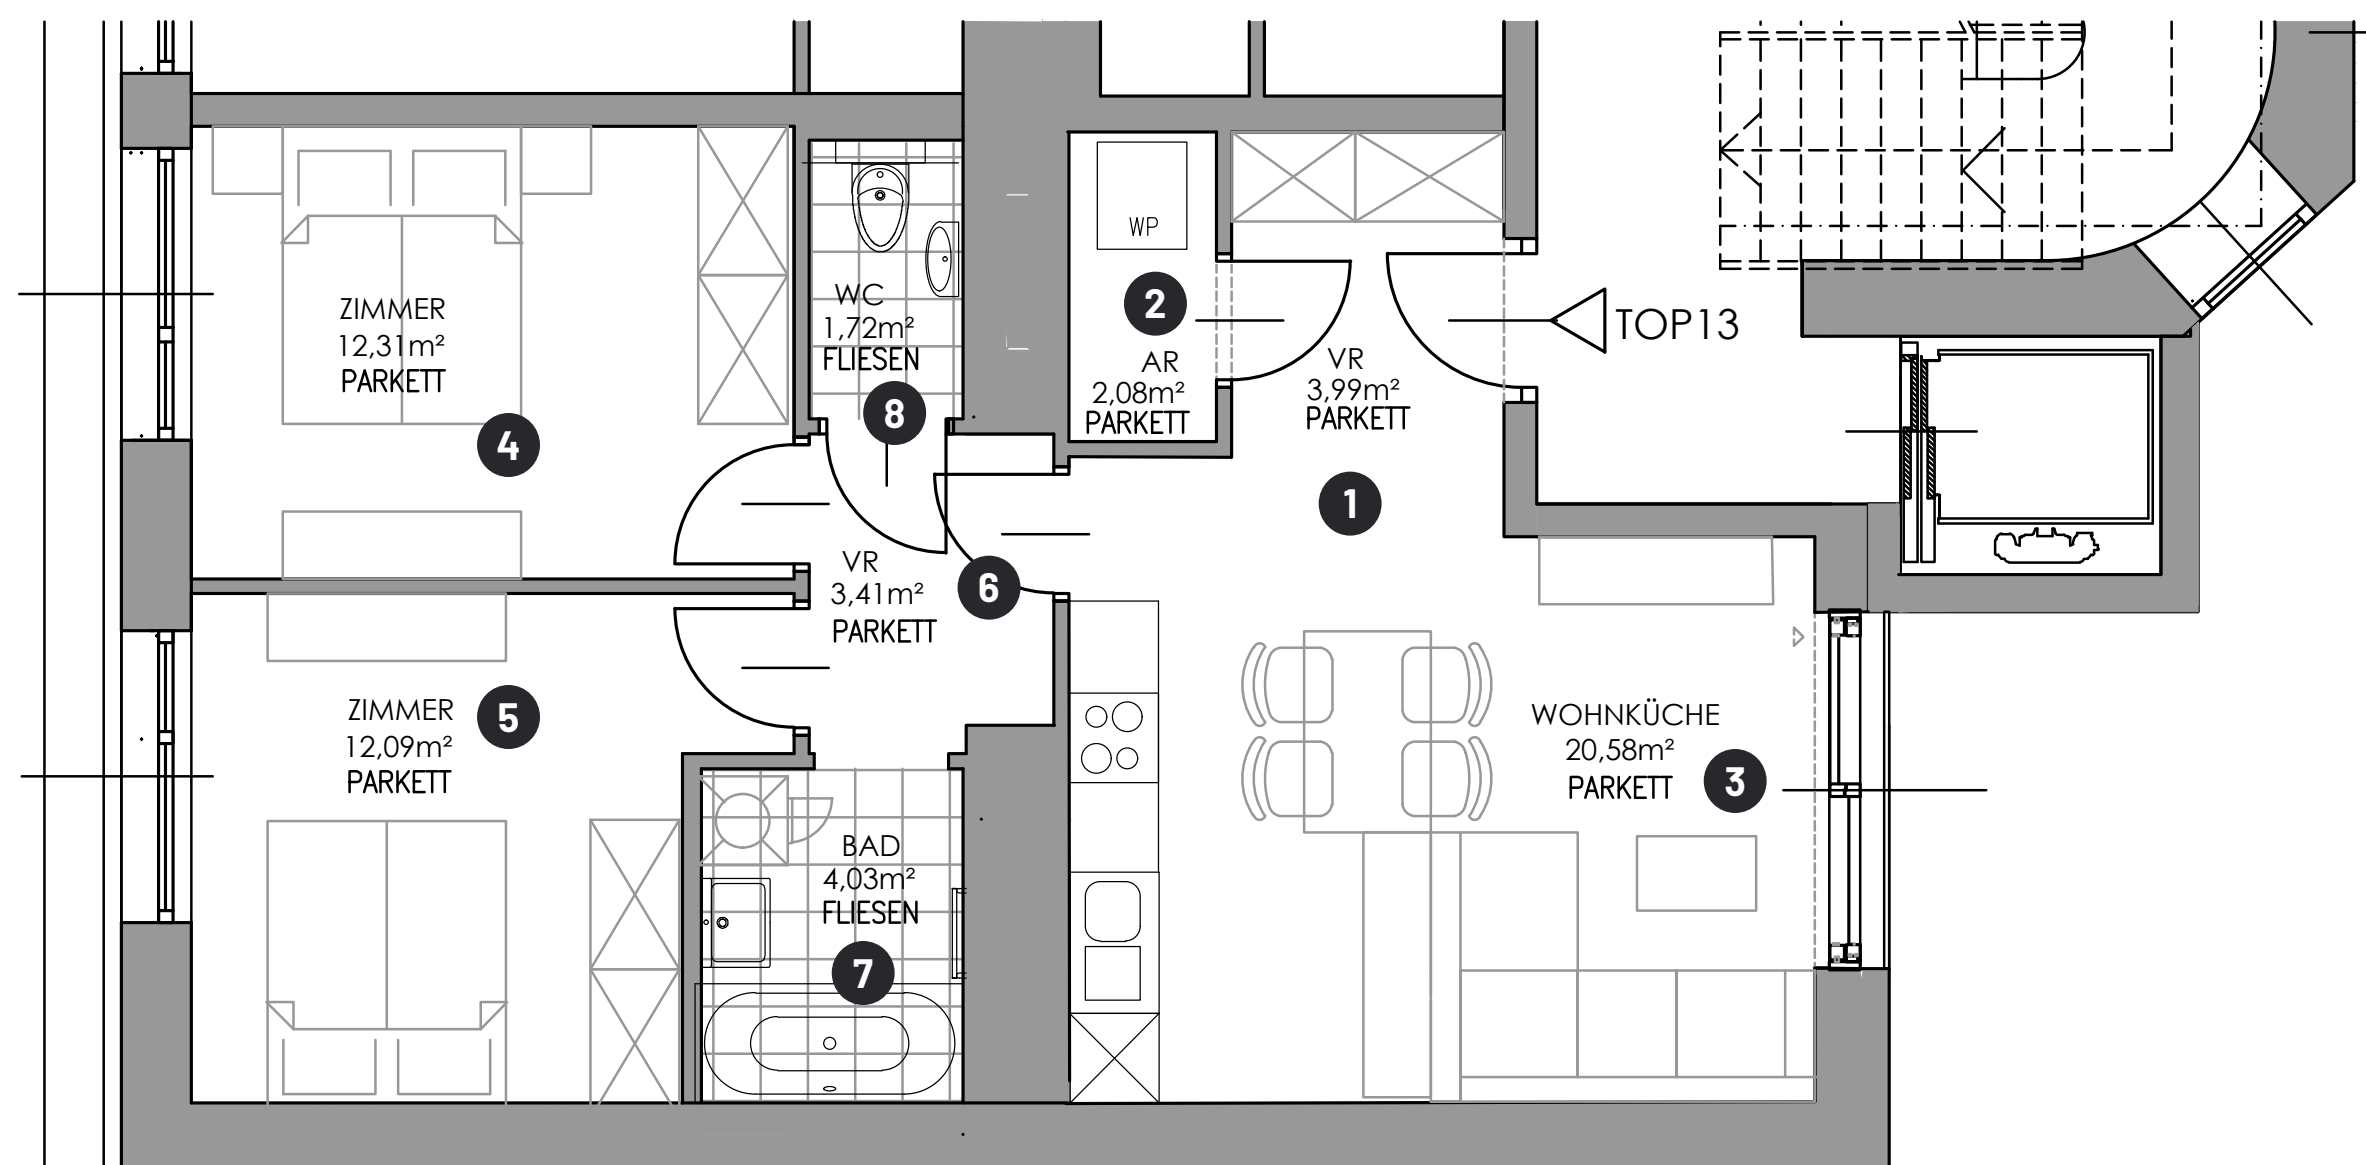 WP
2
AR
2,08m²
PARKETT
VR
3,99m²
PARKETT
TOP13
ZIMMER
12,31m²
PARKETT
4
WC
1,72m²
FLIESEN
8
1
VR
3,41m²
PARKETT
6
ZIMMER
12,09m²
PARKETT
5
WOHNKÜCHE
20,58m²
PARKETT
3
BAD
4,03m²
FLIESEN
7